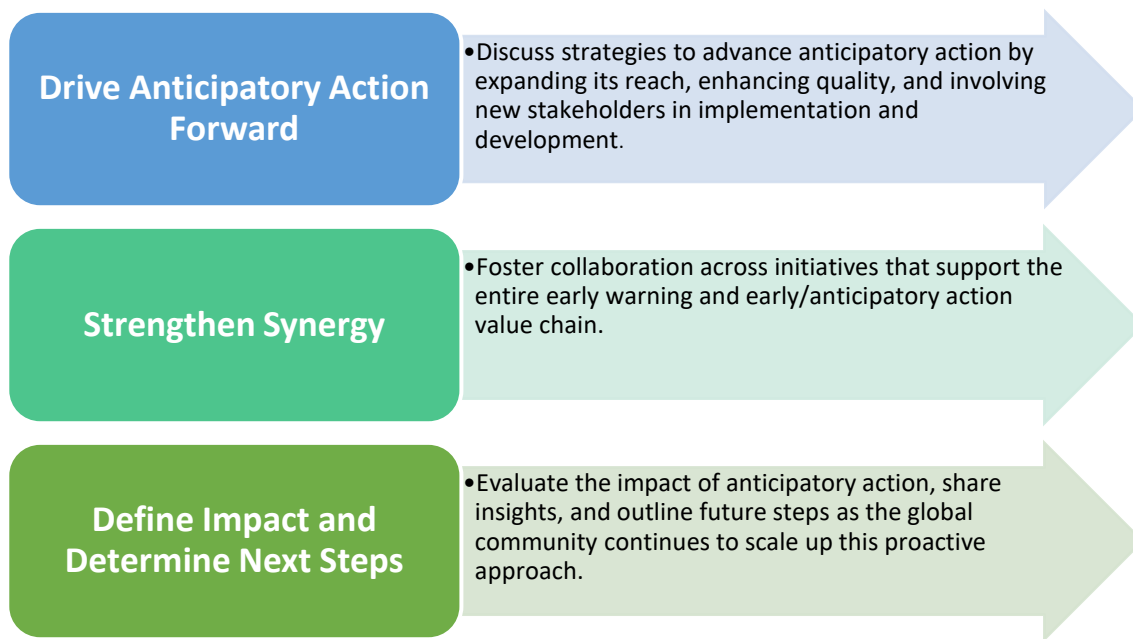 Drive Anticipatory Action
Forward
•Discuss strategies to advance anticipatory action by
expanding its reach, enhancing quality, and involving
new stakeholders in implementation and
development.
Strengthen Synergy
•Foster collaboration across initiatives that support the
entire early warning and early/anticipatory action
value chain.
Define Impact and
Determine Next Steps
•Evaluate the impact of anticipatory action, share
insights, and outline future steps as the global
community continues to scale up this proactive
approach.